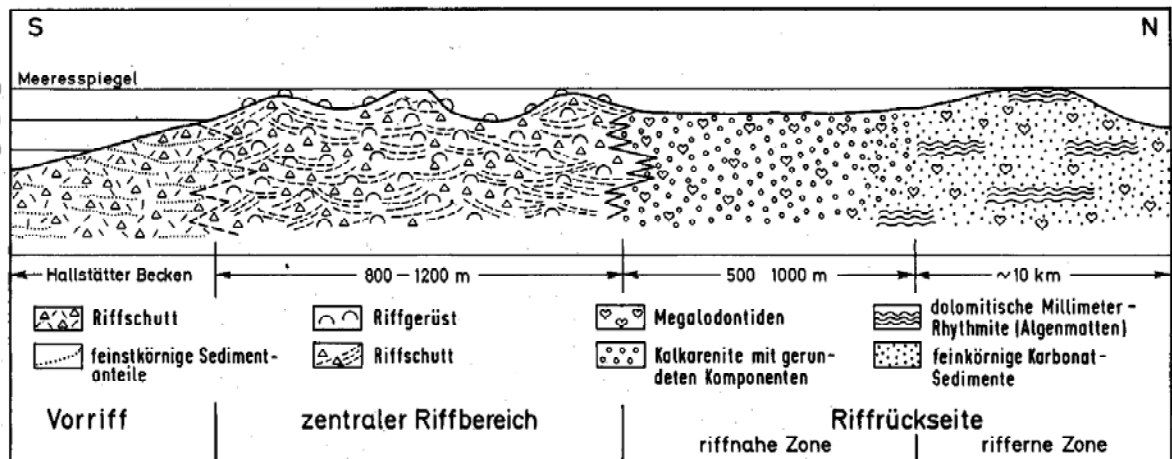 S
N
Meeresspiegel
Hallstätter Becken
800 – 1200 m
500 – 1000 m
~10 km
Riffschutt
feinstkörnige Sediment-
anteile
Riffgerüst
Riffschutt
Megalodontiden
Kalkarenite mit gerun-
deten Komponenten
dolomitische Millimeter-
Rhythmite (Algenmatten)
feinkörnige Karbonat-
Sedimente
Vorriff
zentraler Riffbereich
Riffrückseite
riffnahe Zone
rifferne Zone